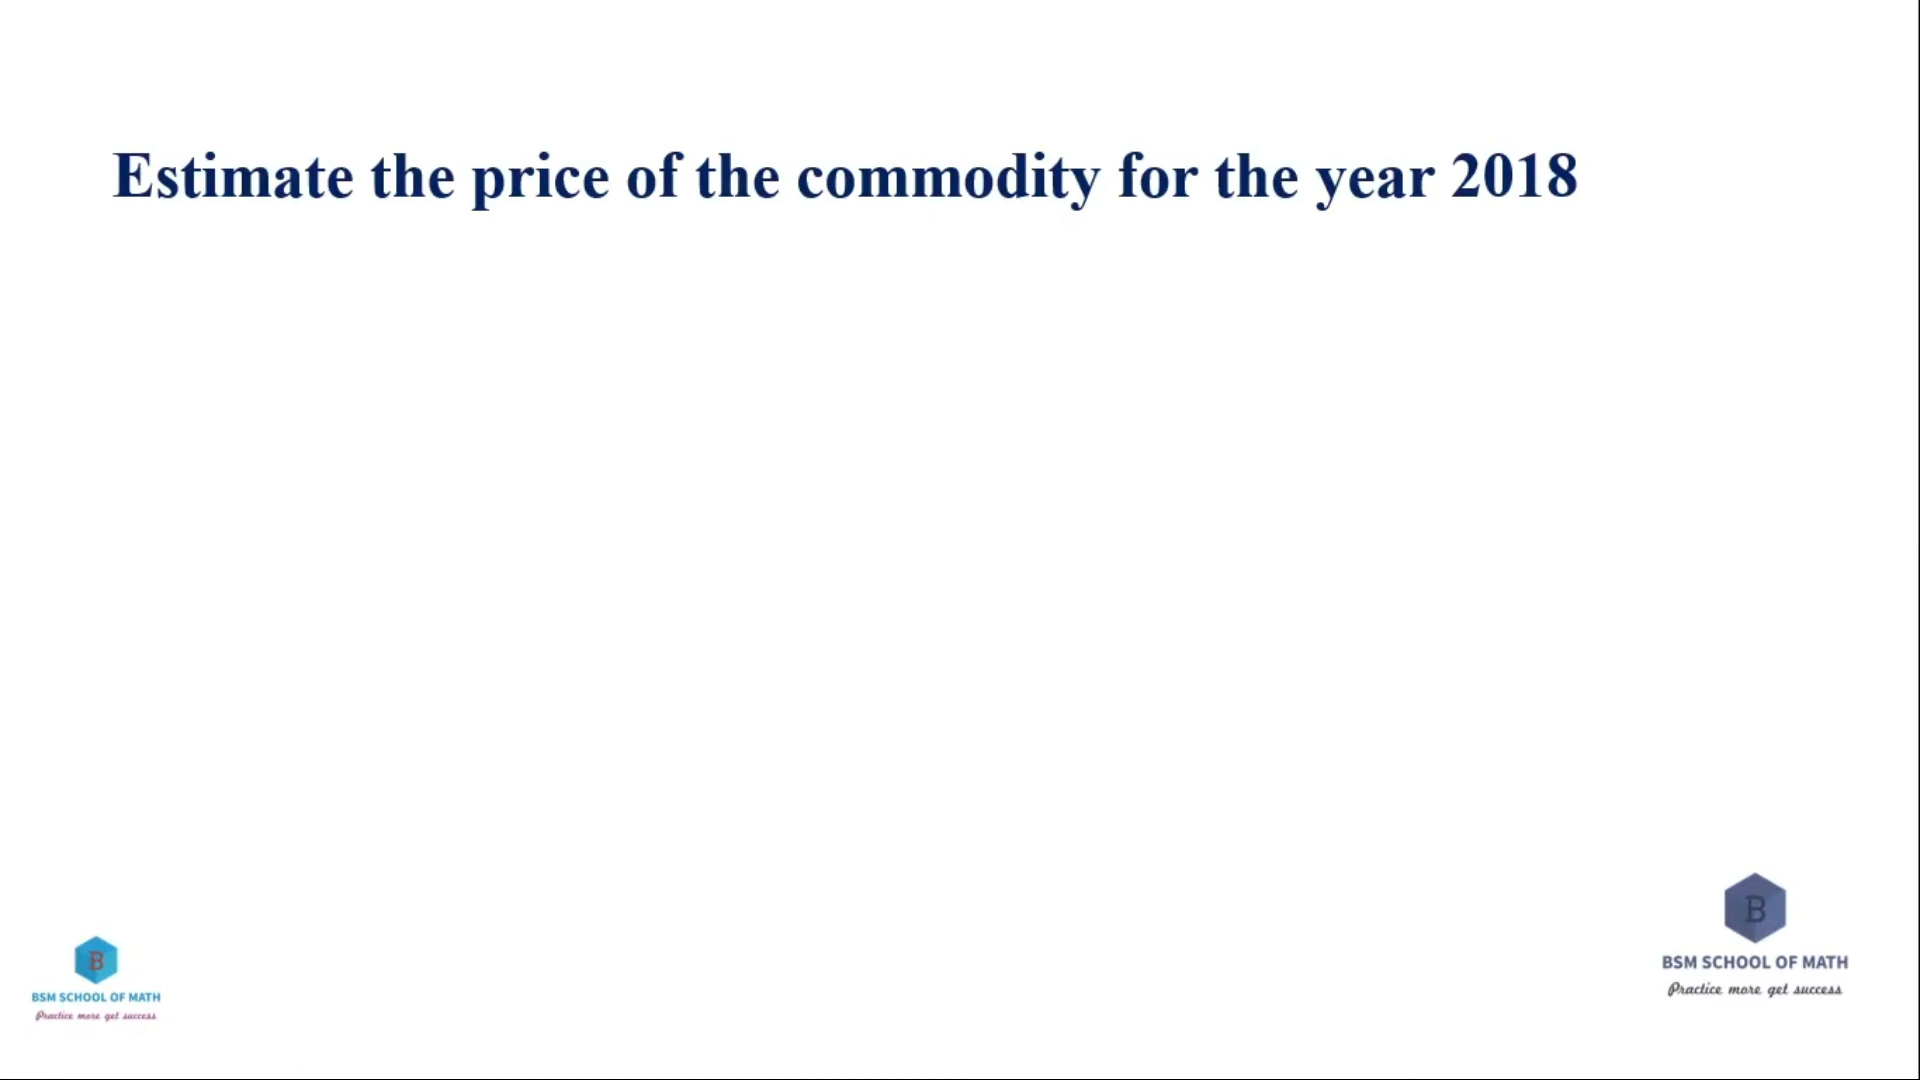 Estimate the price of the commodity for the year 2018
B
BSM SCHOOL OF MATH
Practice more get success
B
BSM SCHOOL OF MATH
Practice more get success